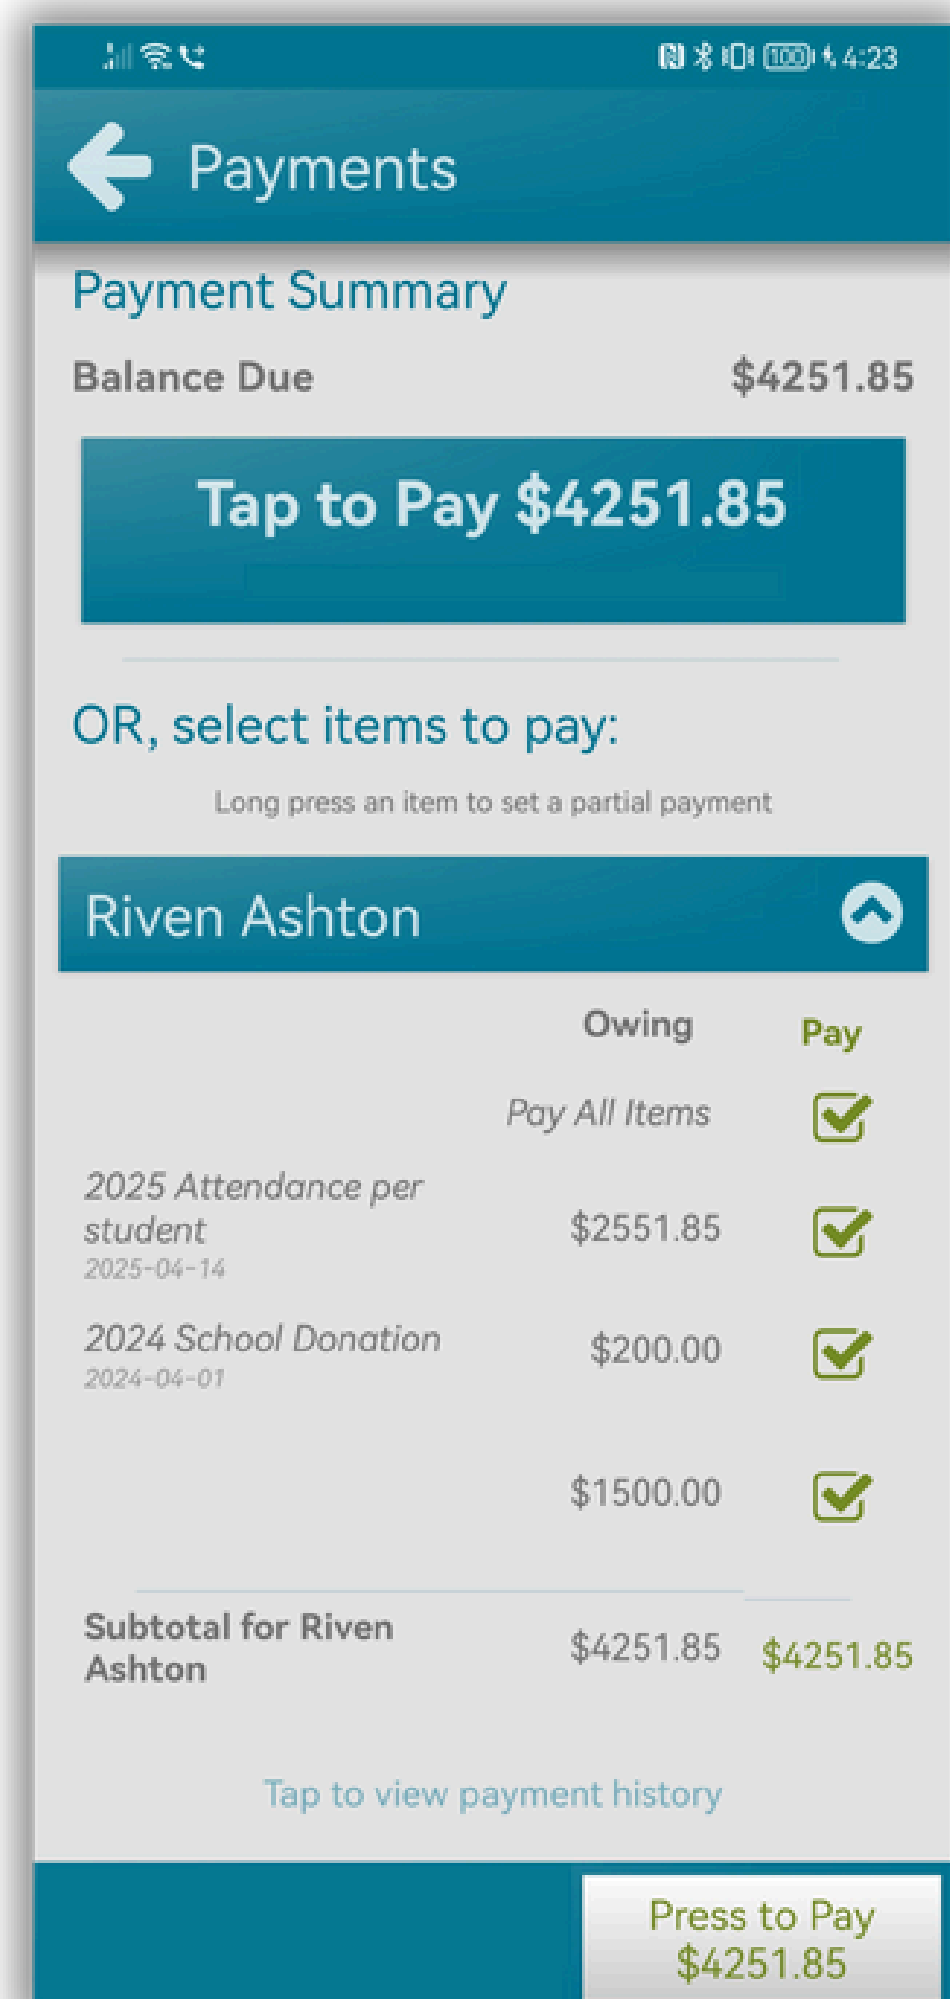 100 4:23
Payments
Payment Summary
Balance Due $4251.85
Tap to Pay $4251.85
OR, select items to pay:
Long press an item to set a partial payment
Riven Ashton
Owing Pay
Pay All Items
2025 Attendance per
student
$2551.85
2025-04-14
2024 School Donation
$200.00
2024-04-01
$1500.00
Subtotal for Riven
Ashton
$4251.85 $4251.85
Tap to view payment history
Press to Pay
$4251.85